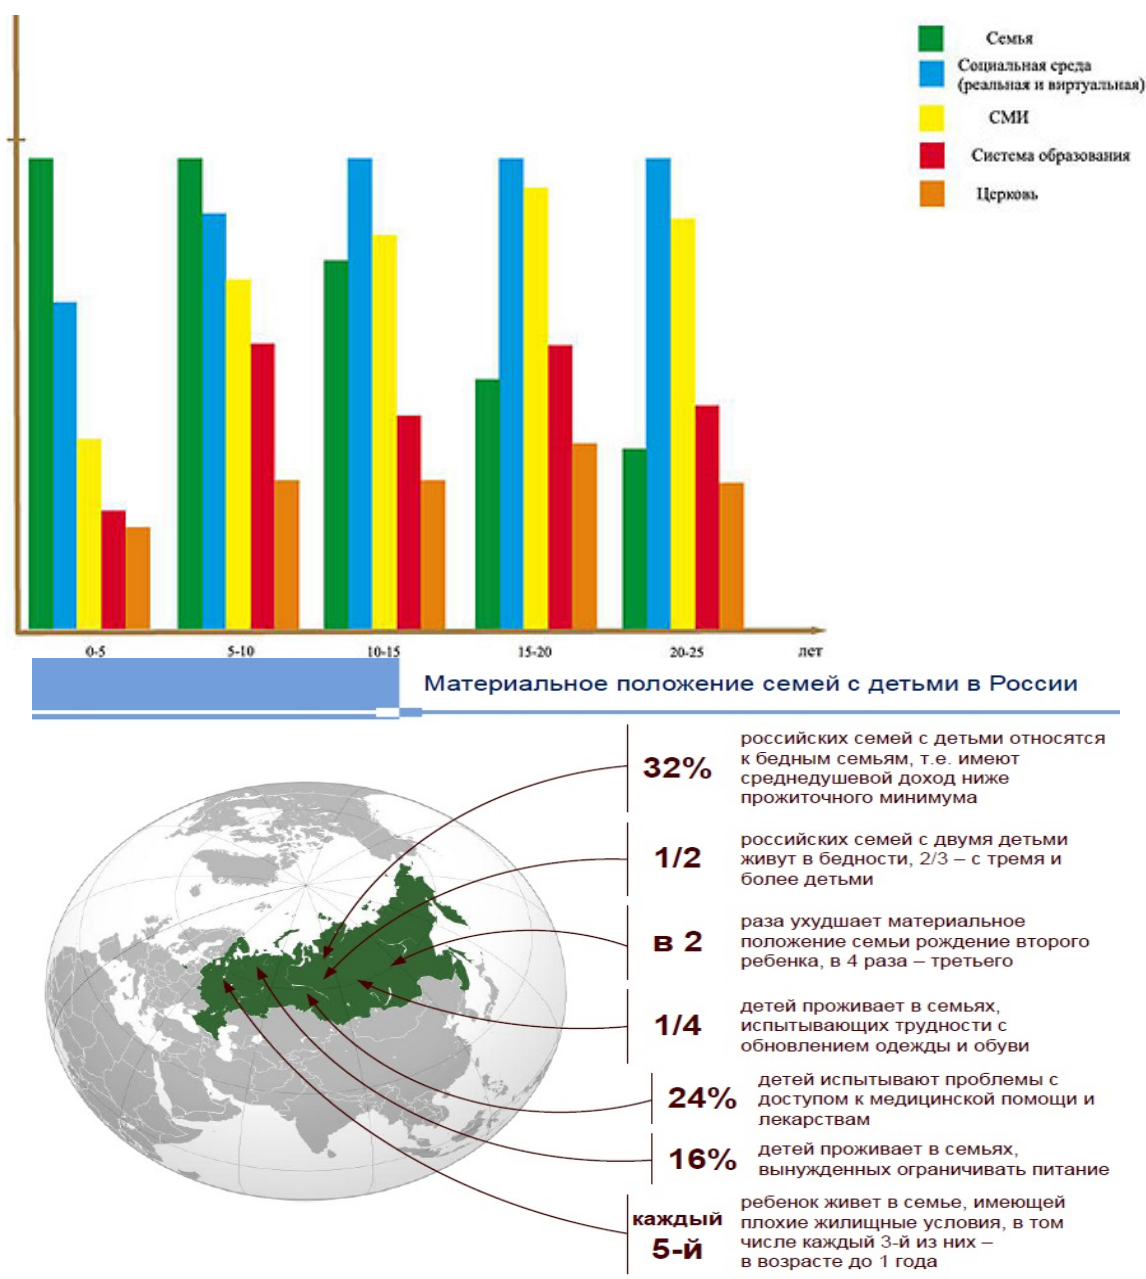 Семья
Социальная среда
(реальная и виртуальная)
СМИ
Система образования
Церковь
0-5
5-10
10-15
15-20
20-25
лет
Материальное положение семей с детьми в России
32%
российских семей с детьми относятся
к бедным семьям, т.е. имеют
среднедушевой доход ниже
прожиточного минимума
1/2
российских семей с двумя детьми
живут в бедности, 2/3 – с тремя и
более детьми
в 2
раза ухудшает материальное
положение семьи рождение второго
ребенка, в 4 раза – третьего
1/4
детей проживает в семьях,
испытывающих трудности с
обновлением одежды и обуви
24%
детей испытывают проблемы с
доступом к медицинской помощи и
лекарствам
16%
детей проживает в семьях,
вынужденных ограничивать питание
каждый
5-й
ребенок живет в семье, имеющей
плохие жилищные условия, в том
числе каждый 3-й из них –
в возрасте до 1 года